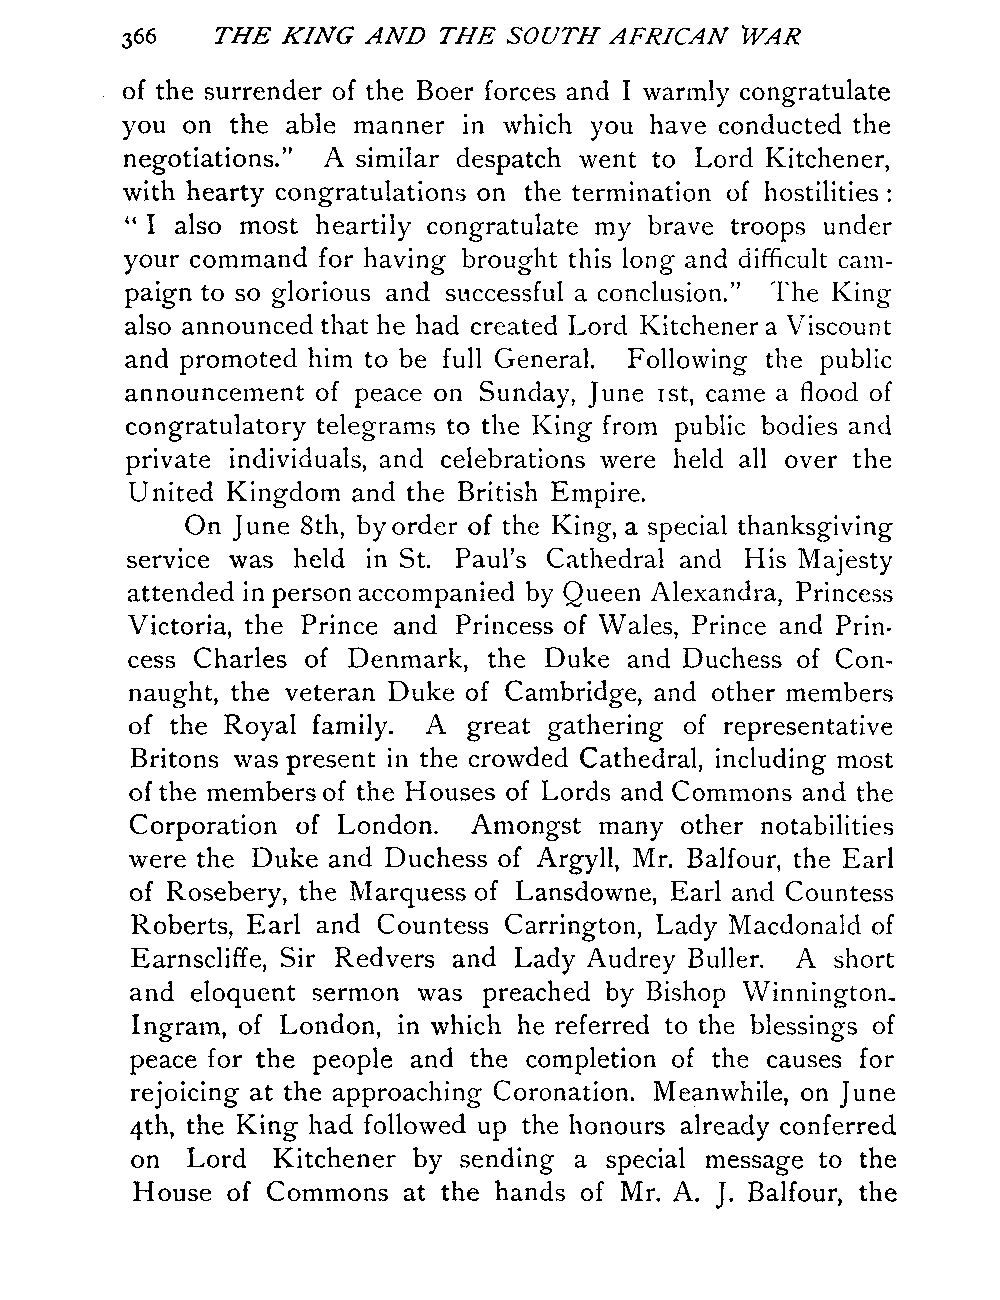 366 THE KING AND THE SOUTH AFRICAN WAR
of the surrender of the Boer forces and I warmly congratulate
you on the able manner in which you have conducted the
negotiations.” A similar despatch went to Lord Kitchener,
with hearty congratulations on the termination of hostilities :
“ I also most heartily congratulate my brave troops under
your command for having brought this long and difficult cam-
paign to so glorious and successful a conclusion.” The King
also announced that he had created Lord Kitchener a Viscount
and promoted him to be full General. Following the public
announcement of peace on Sunday, June 1st, came a flood of
congratulatory telegrams to the King from public bodies and
private individuals, and celebrations were held all over the
United Kingdom and the British Empire.
On June 8th, by order of the King, a special thanksgiving
service was held in St. Paul’s Cathedral and His Majesty
attended in person accompanied by Queen Alexandra, Princess
Victoria, the Prince and Princess of Wales, Prince and Prin-
cess Charles of Denmark, the Duke and Duchess of Con-
naught, the veteran Duke of Cambridge, and other members
of the Royal family. A great gathering of representative
Britons was present in the crowded Cathedral, including most
of the members of the Houses of Lords and Commons and the
Corporation of London. Amongst many other notabilities
were the Duke and Duchess of Argyll, Mr. Balfour, the Earl
of Rosebery, the Marquess of Lansdowne, Earl and Countess
Roberts, Earl and Countess Carrington, Lady Macdonald of
Earnscliffe, Sir Redvers and Lady Audrey Buller. A short
and eloquent sermon was preached by Bishop Winnington-
Ingram, of London, in which he referred to the blessings of
peace for the people and the completion of the causes for
rejoicing at the approaching Coronation. Meanwhile, on June
4th, the King had followed up the honours already conferred
on Lord Kitchener by sending a special message to the
House of Commons at the hands of Mr. A. J. Balfour, the